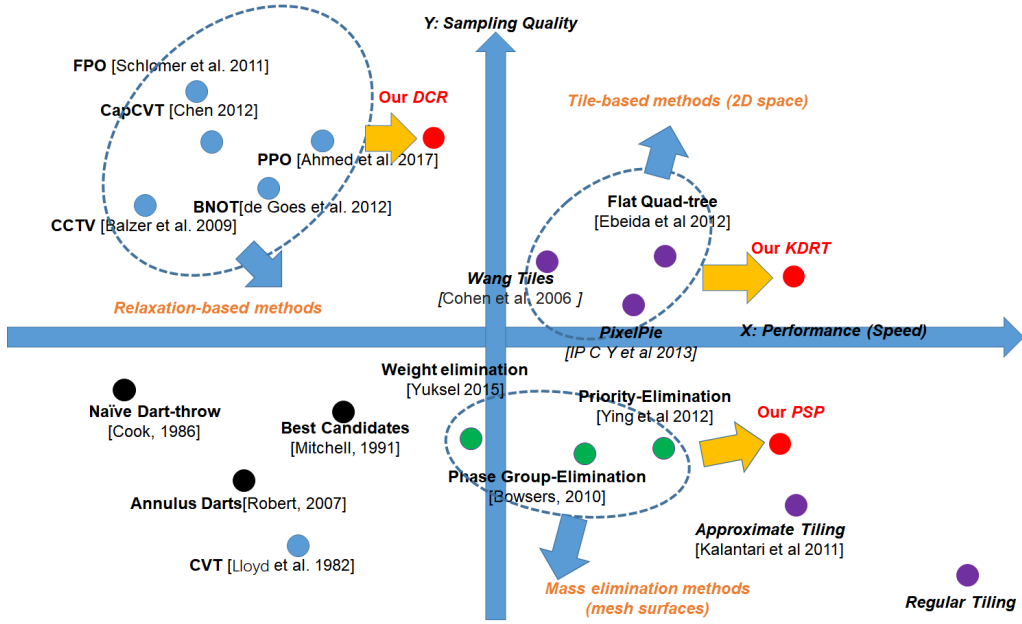 Y: Sampling Quality
FPO [Schlomer et al. 2011]
CapCVT [Chen 2012]
Our DCR
PPO [Ahmed et al. 2017]
BNOT[de Goes et al. 2012]
CCTV [Balzer et al. 2009]
Relaxation-based methods
Tile-based methods (2D space)
Flat Quad-tree
[Ebeida et al 2012]
Our KDRT
Wang Tiles
[Cohen et al. 2006 ]
PixelPie
[IP C Y et al 2013]
X: Performance (Speed)
Weight elimination
[Yuksel 2015]
Priority-Elimination
[Ying et al 2012]
Our PSP
Naïve Dart-throw
[Cook, 1986]
Best Candidates
[Mitchell, 1991]
Phase Group-Elimination
[Bowsers, 2010]
Annulus Darts[Robert, 2007]
Approximate Tiling
[Kalantari et al 2011]
CVT [Lloyd et al. 1982]
Mass elimination methods
(mesh surfaces)
Regular Tiling